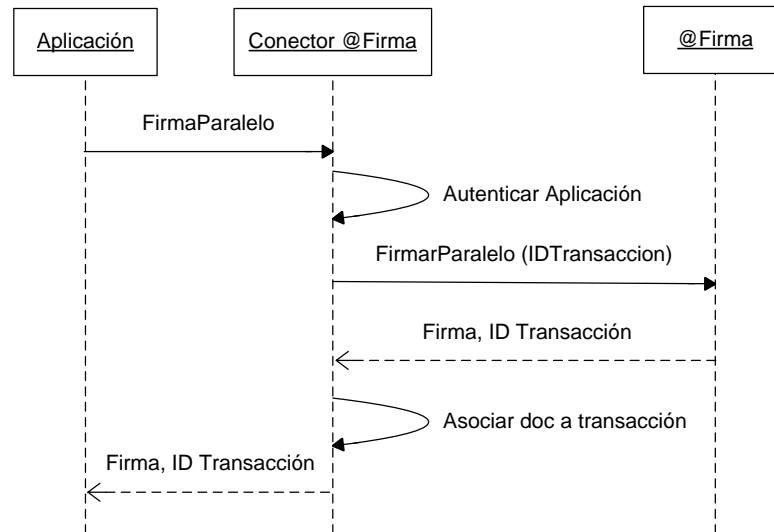 Aplicación
Conector @Firma
@Firma
FirmaParalelo
Autenticar Aplicación
FirmarParalelo (IDTransaccion)
Firma, ID Transacción
Asociar doc a transacción
Firma, ID Transacción